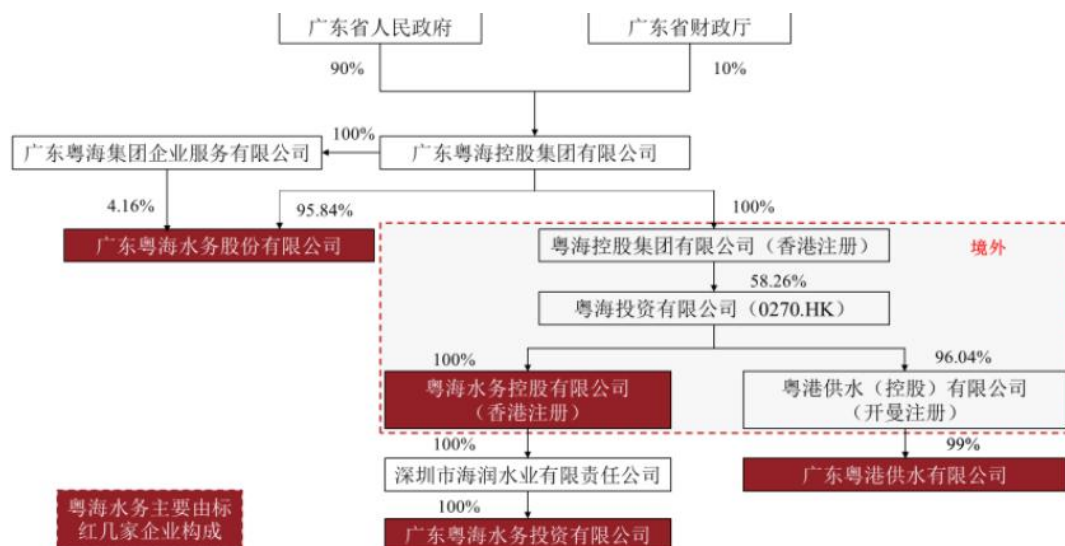 广东省人民政府
广东省财政厅
90%
10%
100%
广东粤海集团企业服务有限公司
广东粤海控股集团有限公司
4.16%
95.84%
100%
广东粤海水务股份有限公司
粤海控股集团有限公司（香港注册）
境外
58.26%
粤海投资有限公司（0270.HK）
100%
96.04%
粤海水务控股有限公司
（香港注册）
粤港供水（控股）有限公司
（开曼注册）
100%
99%
深圳市海润水业有限责任公司
广东粤港供水有限公司
100%
粤海水务主要由标
红几家企业构成
广东粤海水务投资有限公司